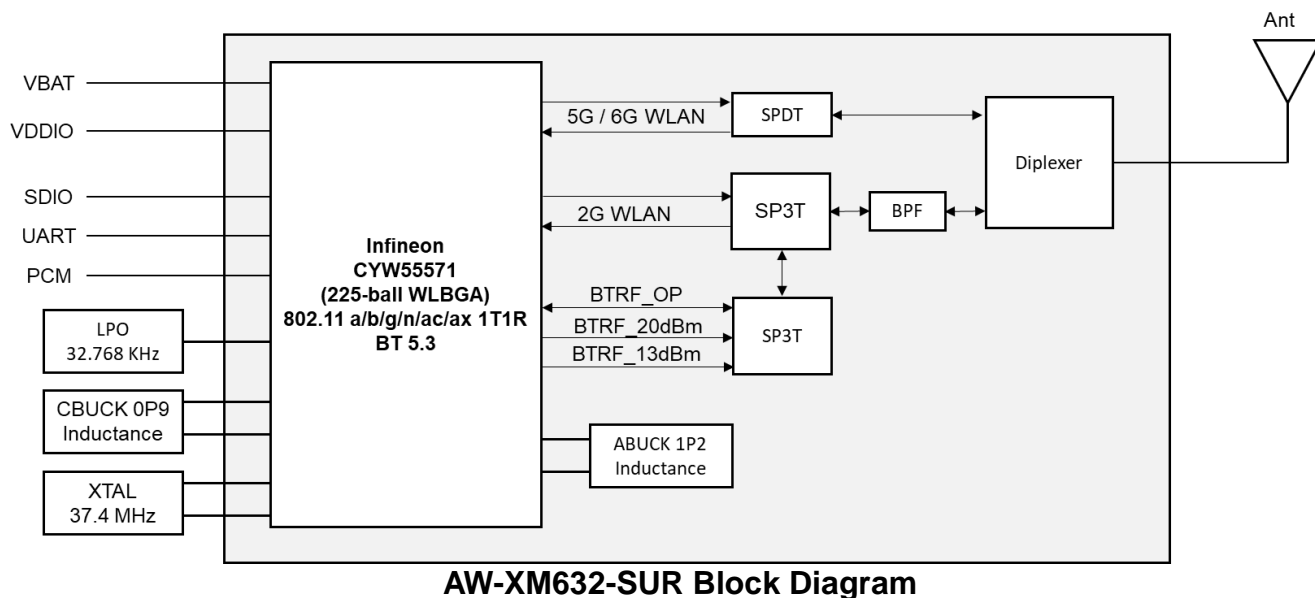 Ant
VBAT
VDDIO
SDIO
UART
PCM
LPO
32.768 KHz
CBUCK 0P9
Inductance
XTAL
37.4 MHz
Infineon
CYW55571
(225-ball WLBGA)
802.11 a/b/g/n/ac/ax 1T1R
BT 5.3
5G / 6G WLAN
SPDT
Diplexer
2G WLAN
SP3T
BPF
BTRF_OP
BTRF_20dBm
BTRF_13dBm
SP3T
ABUCK 1P2
Inductance
AW-XM632-SUR Block Diagram